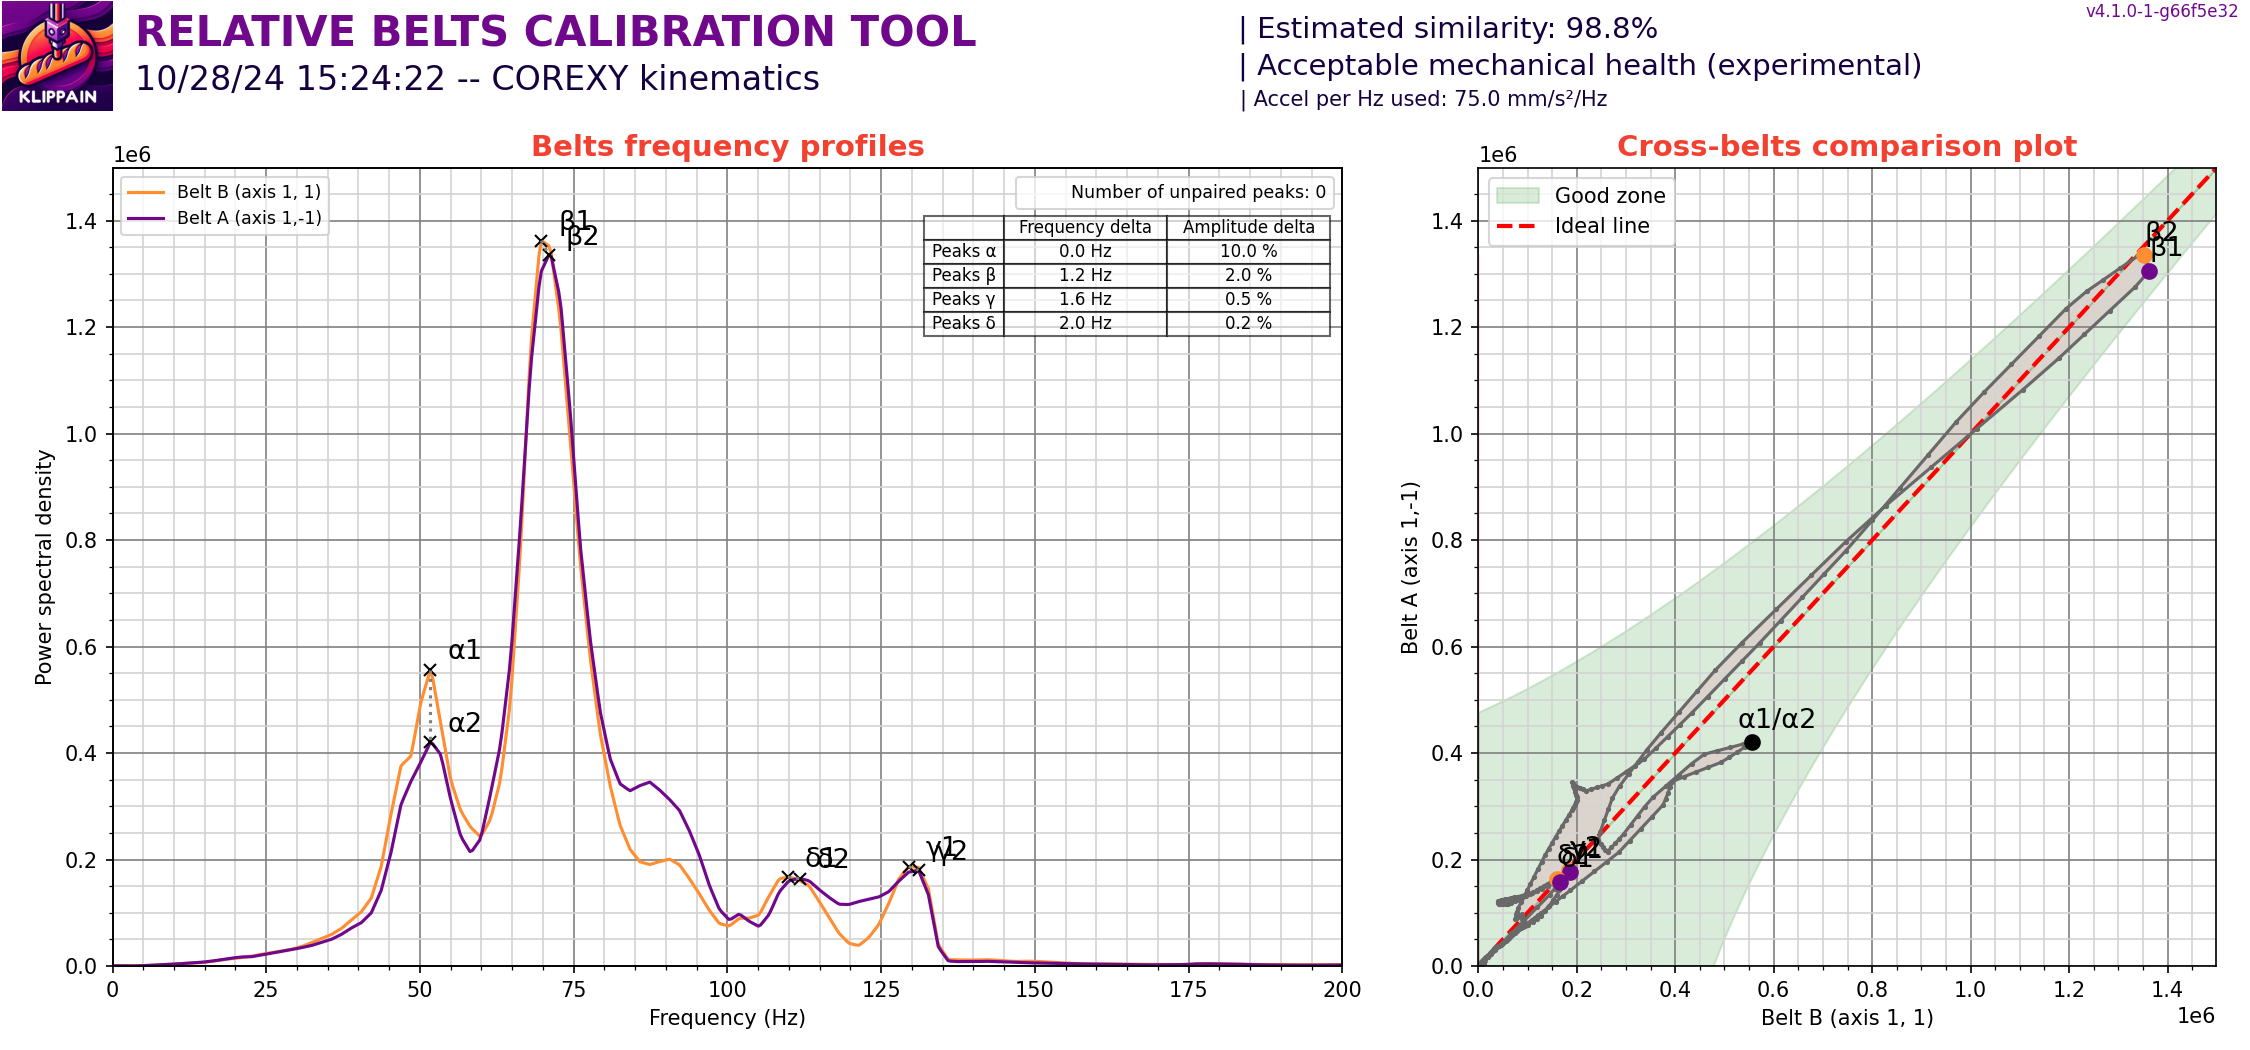 KLIPPAIN
RELATIVE BELTS CALIBRATION TOOL
10/28/24 15:24:22 -- COREXY kinematics
| Estimated similarity: 98.8%
| Acceptable mechanical health (experimental)
| Accel per Hz used: 75.0 mm/s²/Hz
v4.1.0-1-g66f5e32
Belts frequency profiles
1e6
Belt B (axis 1, 1)
Belt A (axis 1,-1)
Number of unpaired peaks: 0
Frequency delta Amplitude delta
Peaks α 0.0 Hz 10.0 %
Peaks β 1.2 Hz 2.0 %
Peaks γ 1.6 Hz 0.5 %
Peaks δ 2.0 Hz 0.2 %
β1
β2
α1
α2
δ1
δ2
γ1
γ2
Power spectral density
1.4
1.2
1.0
0.8
0.6
0.4
0.2
0.0
0 25 50 75 100 125 150 175 200
Frequency (Hz)
Cross-belts comparison plot
1e6
Good zone
Ideal line
β2
β1
α1/α2
Belt A (axis 1,-1)
1.4
1.2
1.0
0.8
0.6
0.4
0.2
0.0
0.0 0.2 0.4 0.6 0.8 1.0 1.2 1.4
Belt B (axis 1, 1)
1e6